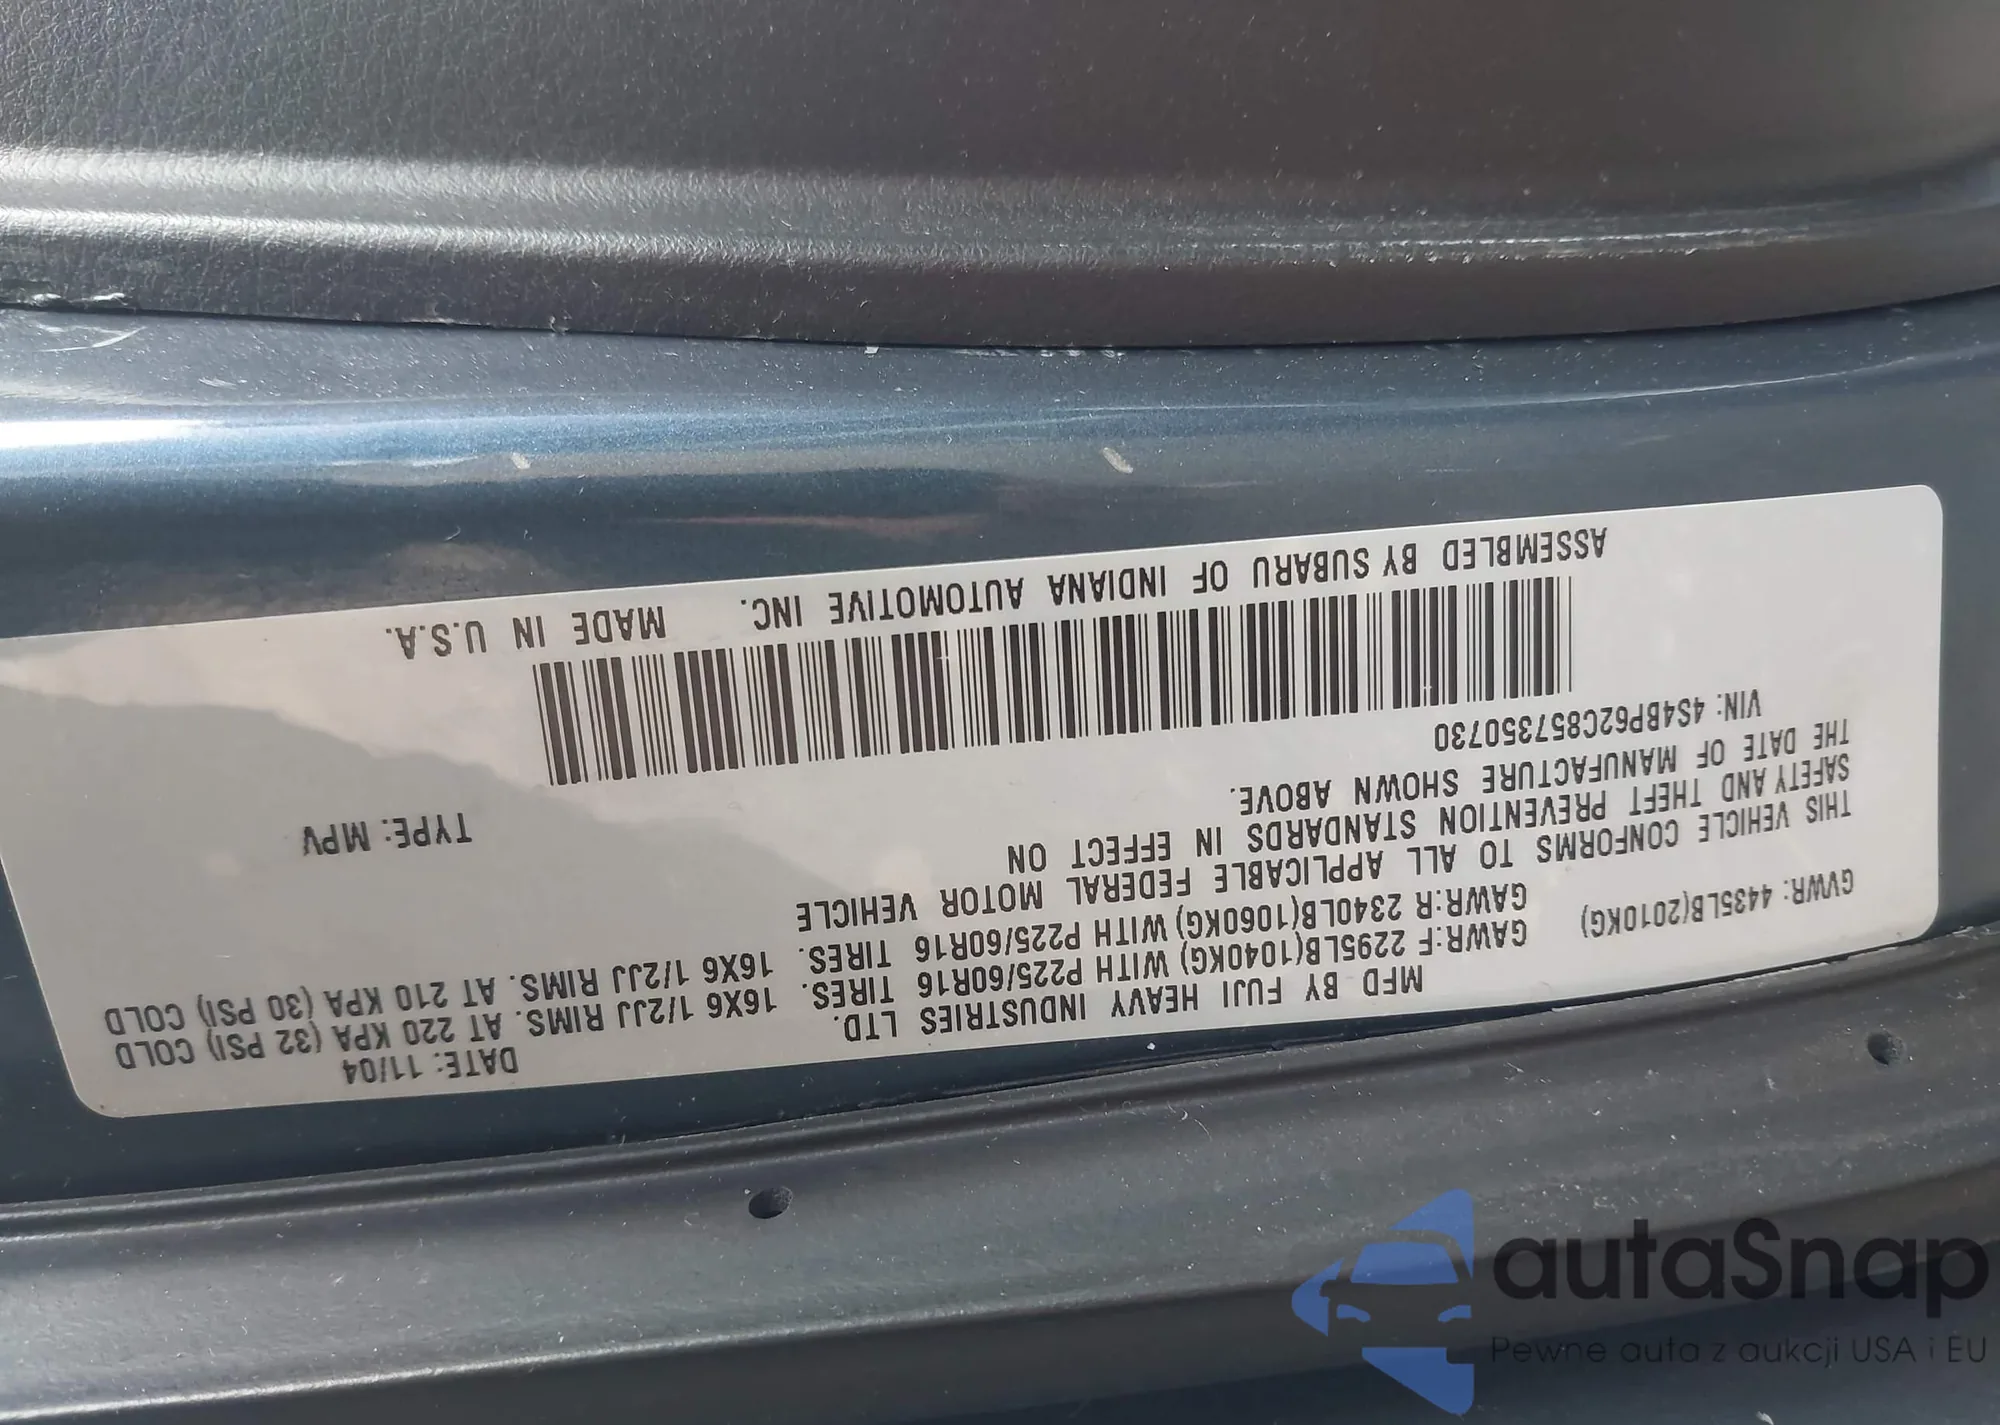 MFD BY FUJI HEAVY INDUSTRIES LTD. DATE: 11/04
GAWR:F 2295LB(1040KG) WITH P225/60R16 TIRES. 16X6 1/2JJ RIMS. AT 220 KPA (32 PSI) COLD
GVWR: 4435LB(2010KG) GAWR:R 2340LB(1060KG) WITH P225/60R16 TIRES. 16X6 1/2JJ RIMS. AT 210 KPA (30 PSI) COLD
THIS VEHICLE CONFORMS TO ALL APPLICABLE FEDERAL MOTOR VEHICLE
SAFETY AND THEFT PREVENTION STANDARDS IN EFFECT ON
THE DATE OF MANUFACTURE SHOWN ABOVE.
VIN: 4S4BP62C857350730 TYPE: MPV
ASSEMBLED BY SUBARU OF INDIANA AUTOMOTIVE INC. MADE IN U.S.A.
autaSnap
Pewne auta z aukcji USA i EU